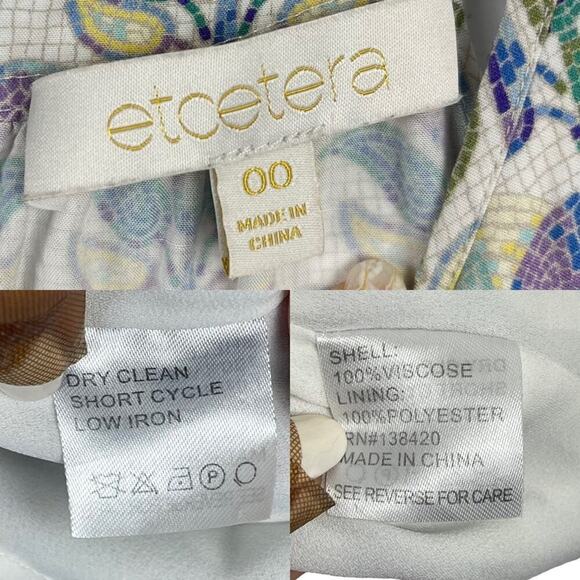 etcetera
00
MADE IN
CHINA
DRY CLEAN
SHORT CYCLE
LOW IRON
SHELL:
100%VISCOSE
LINING:
100%POLYESTER
RN#138420
MADE IN CHINA
SEE REVERSE FOR CARE